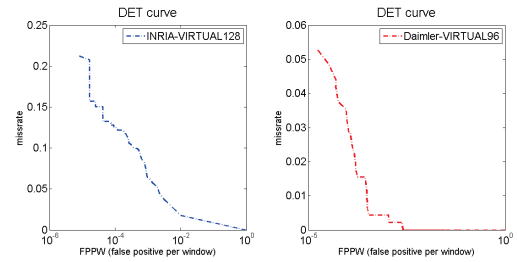 DET curve
INRIA-VIRTUAL128
0.25
0.2
0.15
0.1
0.05
0
missrate
10^-6
10^-4
10^-2
10^0
FPPW (false positive per window)
DET curve
Daimler-VIRTUAL96
0.06
0.05
0.04
0.03
0.02
0.01
0
missrate
10^-5
10^0
FPPW (false positive per window)